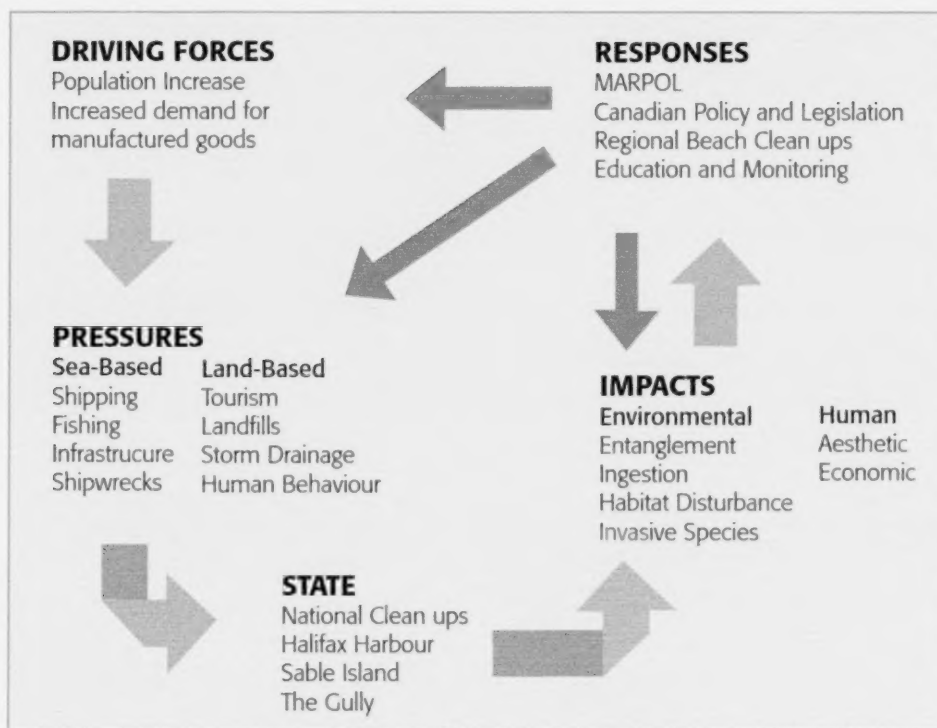 DRIVING FORCES
Population Increase
Increased demand for
manufactured goods
RESPONSES
MARPOL
Canadian Policy and Legislation
Regional Beach Clean ups
Education and Monitoring
PRESSURES
Sea-Based
Shipping
Fishing
Infrastrucure
Shipwrecks
Land-Based
Tourism
Landfills
Storm Drainage
Human Behaviour
IMPACTS
Environmental
Entanglement
Ingestion
Habitat Disturbance
Invasive Species
Human
Aesthetic
Economic
STATE
National Clean ups
Halifax Harbour
Sable Island
The Gully